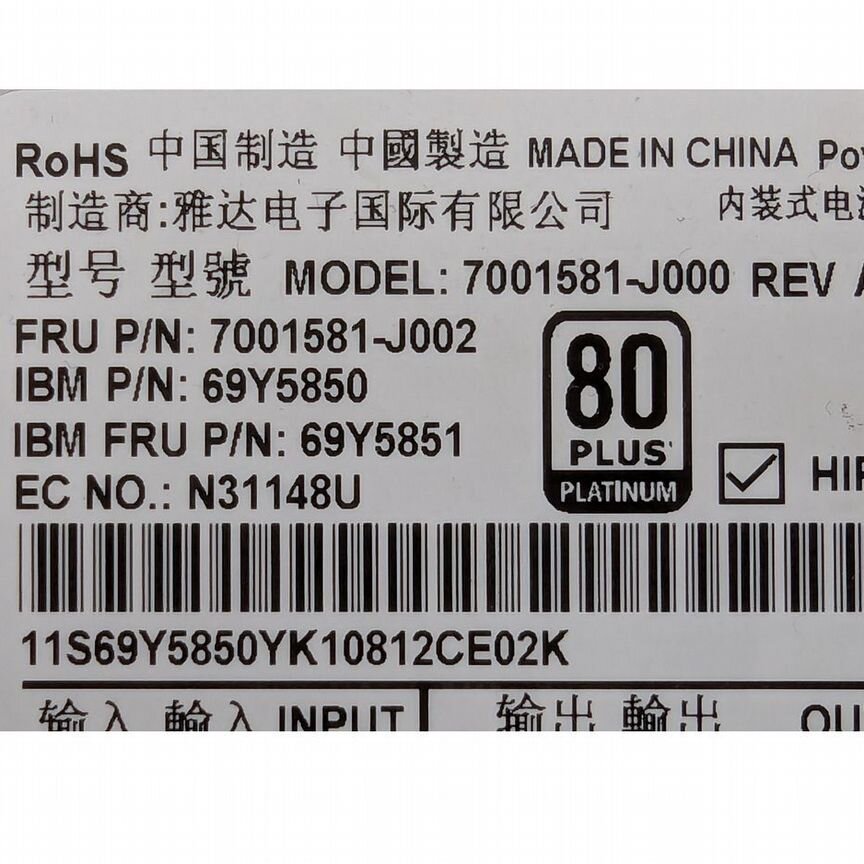 RoHS 中国制造 中國製造 MADE IN CHINA
制造商:雅达电子国际有限公司 内装式电源
型号 型號 MODEL: 7001581-J000 REV A
FRU P/N: 7001581-J002
IBM P/N: 69Y5850
IBM FRU P/N: 69Y5851
EC NO.: N31148U
80
PLUS
PLATINUM
HIP
11S69Y5850YK10812CE02K
输入 輸入 INPUT
输出 輸出 OU